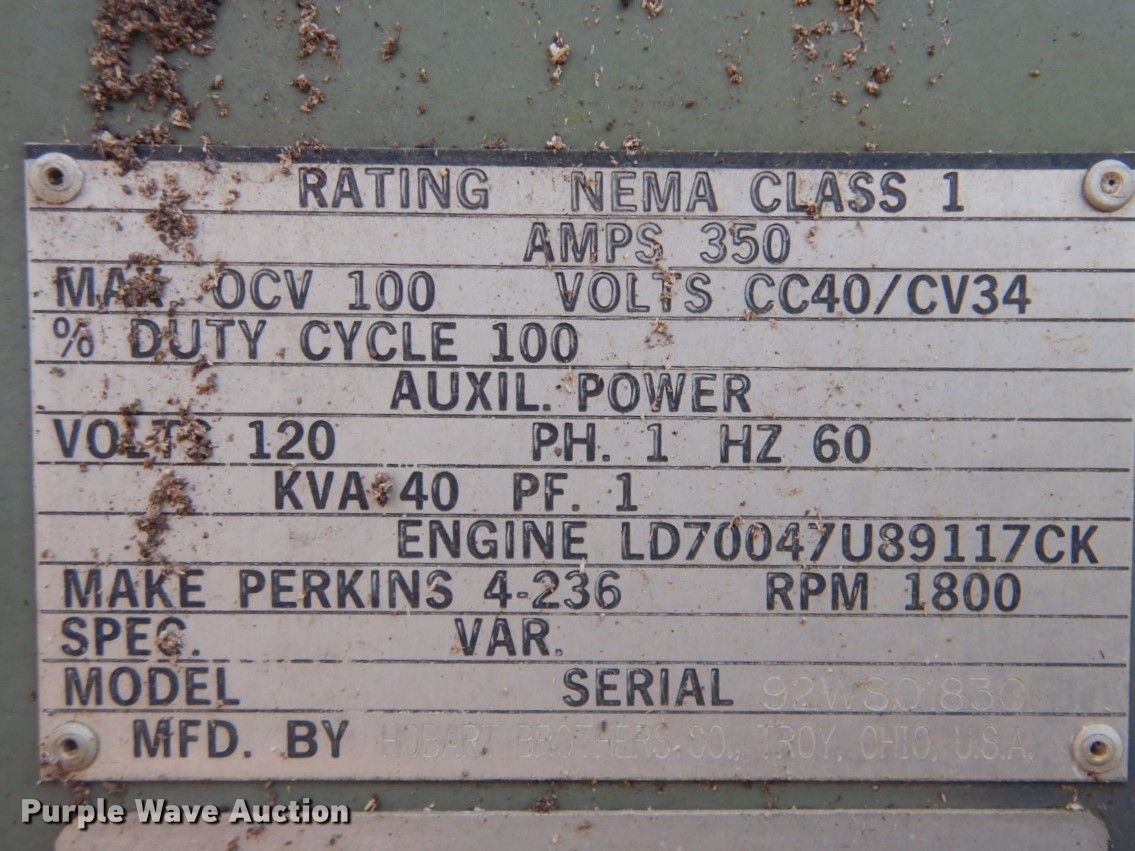 RATING NEMA CLASS 1
AMPS 350
MAX OCV 100 VOLTS CC40/CV34
% DUTY CYCLE 100
AUXIL. POWER
VOLTS 120 PH. 1 HZ 60
KVA 40 PF. 1
ENGINE LD70047U89117CK
MAKE PERKINS 4-236 RPM 1800
SPEC. VAR.
MODEL SERIAL 92WS01830
MFD. BY HOBART BROTHERS CO., TROY, OHIO, U.S.A.
Purple Wave Auction